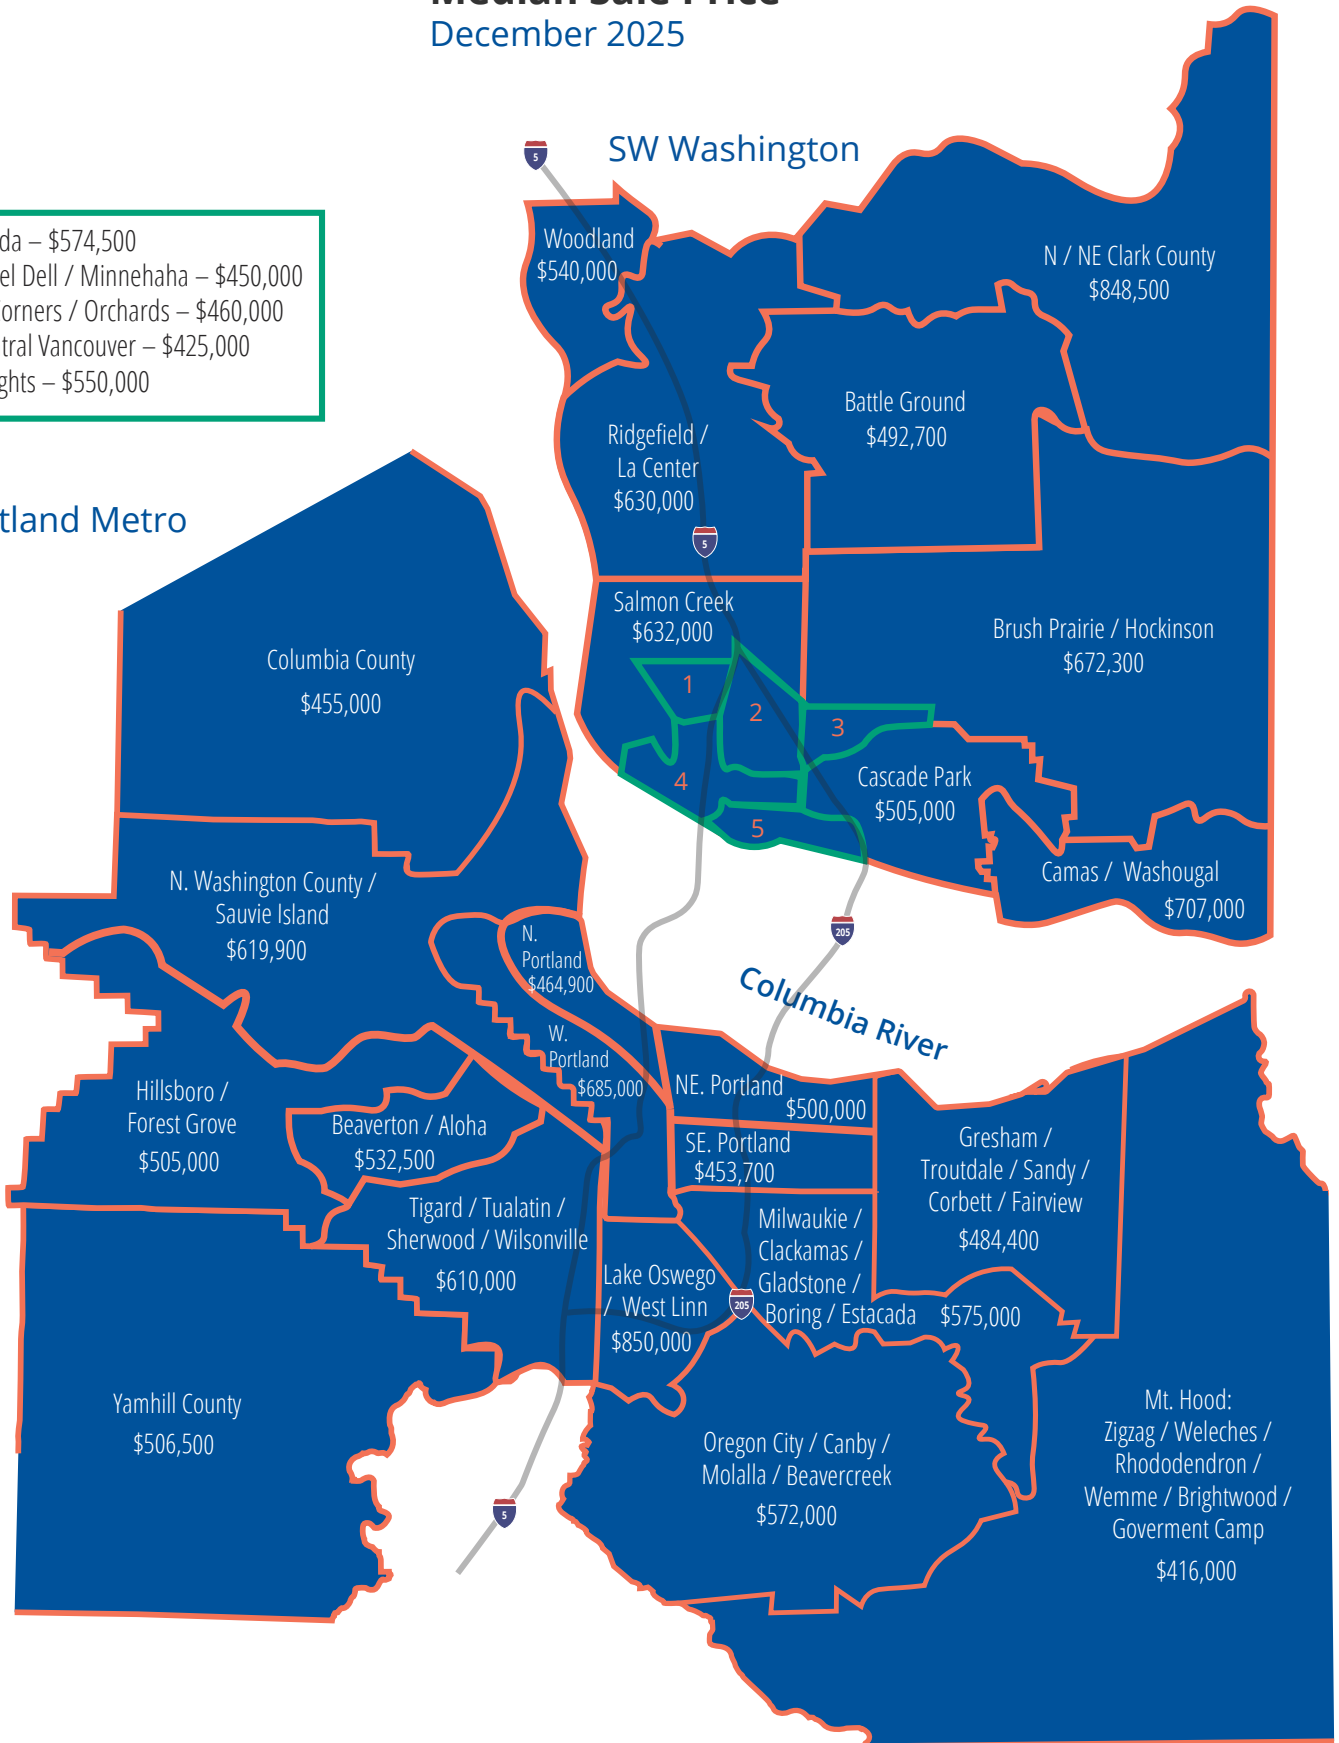 Median Sale Price
December 2025
SW Washington
da – $574,500
el Dell / Minnehaha – $450,000
orners / Orchards – $460,000
tral Vancouver – $425,000
ghts – $550,000
tland Metro
5
Woodland
$540,000
N / NE Clark County
$848,500
Battle Ground
$492,700
Ridgefield /
La Center
$630,000
5
Salmon Creek
$632,000
Brush Prairie / Hockinson
$672,300
1
2
3
4
5
Cascade Park
$505,000
Camas / Washougal
$707,000
Columbia County
$455,000
N. Washington County /
Sauvie Island
$619,900
N.
Portland
$464,900
W.
Portland
$685,000
205
Columbia River
NE. Portland
$500,000
SE. Portland
$453,700
Hillsboro /
Forest Grove
$505,000
Beaverton / Aloha
$532,500
Tigard / Tualatin /
Sherwood / Wilsonville
$610,000
Gresham /
Troutdale / Sandy /
Corbett / Fairview
$484,400
Milwaukie /
Clackamas /
Gladstone /
Boring / Estacada
$575,000
Lake Oswego
/ West Linn
$850,000
205
Yamhill County
$506,500
5
Oregon City / Canby /
Molalla / Beavercreek
$572,000
Mt. Hood:
Zigzag / Weleches /
Rhododendron /
Wemme / Brightwood /
Goverment Camp
$416,000